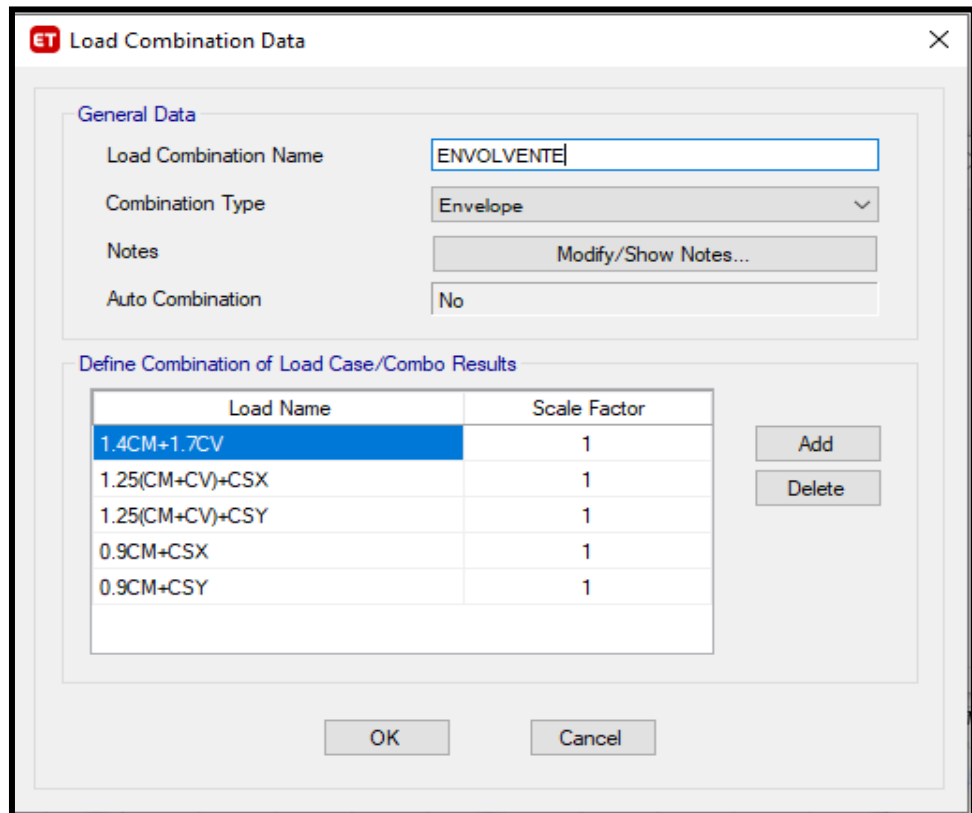 ET Load Combination Data
General Data
Load Combination Name ENVOLVENTE
Combination Type Envelope
Notes Modify/Show Notes...
Auto Combination No
Define Combination of Load Case/Combo Results
Load Name Scale Factor
1.4CM+1.7CV 1
1.25(CM+CV)+CSX 1
1.25(CM+CV)+CSY 1
0.9CM+CSX 1
0.9CM+CSY 1
Add
Delete
OK Cancel